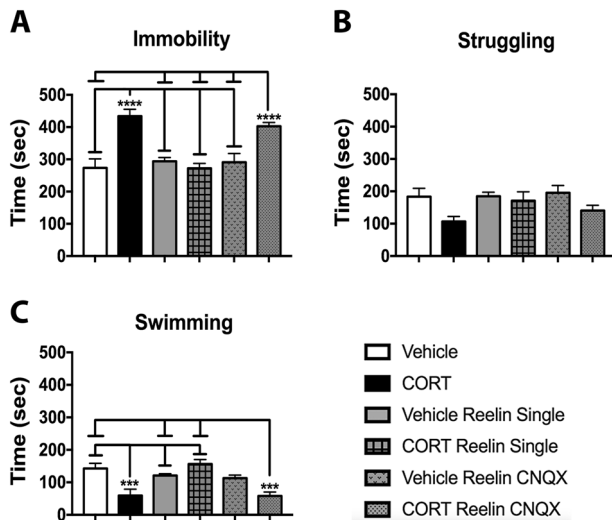 A
Immobility
Time (sec)
500
400
300
200
100
0
****
****
B
Struggling
Time (sec)
500
400
300
200
100
0
C
Swimming
Time (sec)
500
400
300
200
100
0
***
***
Vehicle
CORT
Vehicle Reelin Single
CORT Reelin Single
Vehicle Reelin CNQX
CORT Reelin CNQX